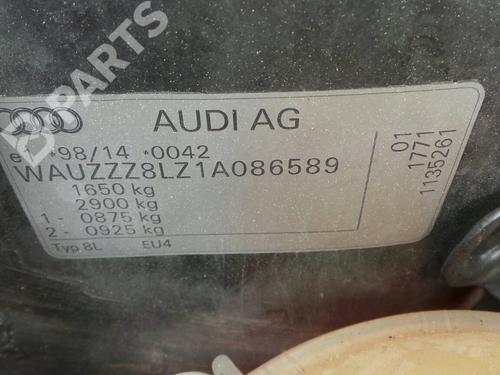 B-PARTS
AUDI AG
e1 *98/14 *0042
WAUZZZ8LZ1A086589
1650 kg
2900 kg
1 - 0875 kg
2 - 0925 kg
Typ 8L EU4
01
1771
1135261